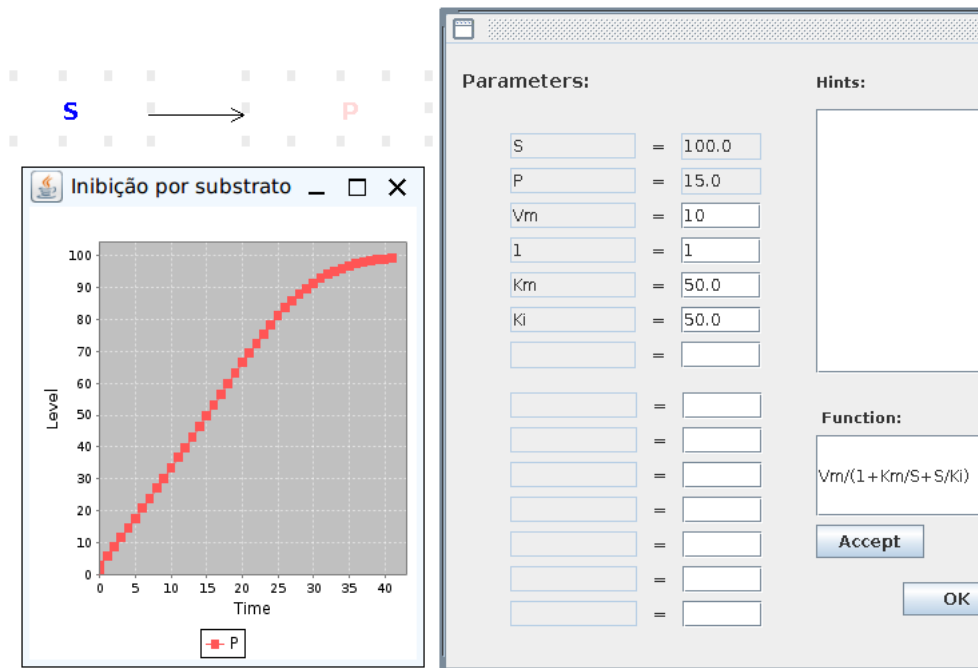 S P
Inibição por substrato
100
90
80
70
60
50
40
30
20
10
0
Level
0 5 10 15 20 25 30 35 40
Time
P
Parameters:
S = 100.0
P = 15.0
Vm = 10
1 = 1
Km = 50.0
Ki = 50.0
=
=
=
=
=
=
=
=
Hints:
Function:
Vm/(1+Km/S+S/Ki)
Accept
OK